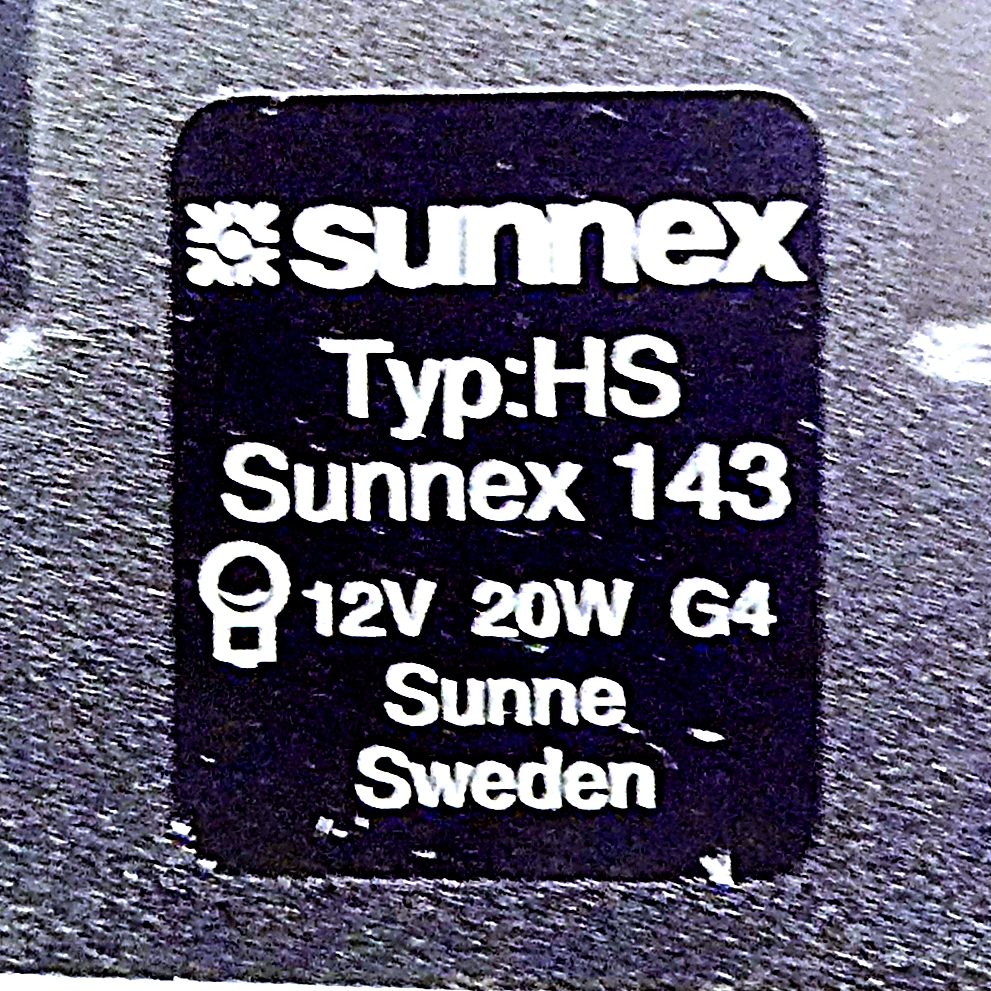 sunnex
Typ:HS
Sunnex 143
12V 20W G4
Sunne
Sweden